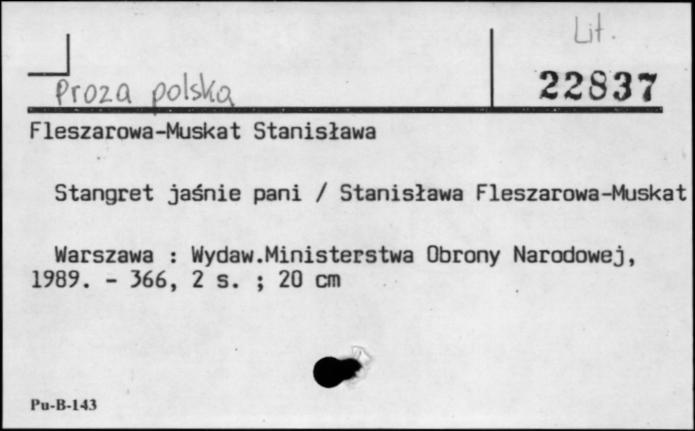 Lit.
Proza polska
22837
Fleszarowa-Muskat Stanisława
Stangret jaśnie pani / Stanisława Fleszarowa-Muskat
Warszawa : Wydaw.Ministerstwa Obrony Narodowej,
1989. - 366, 2 s. ; 20 cm
Pu-B-143